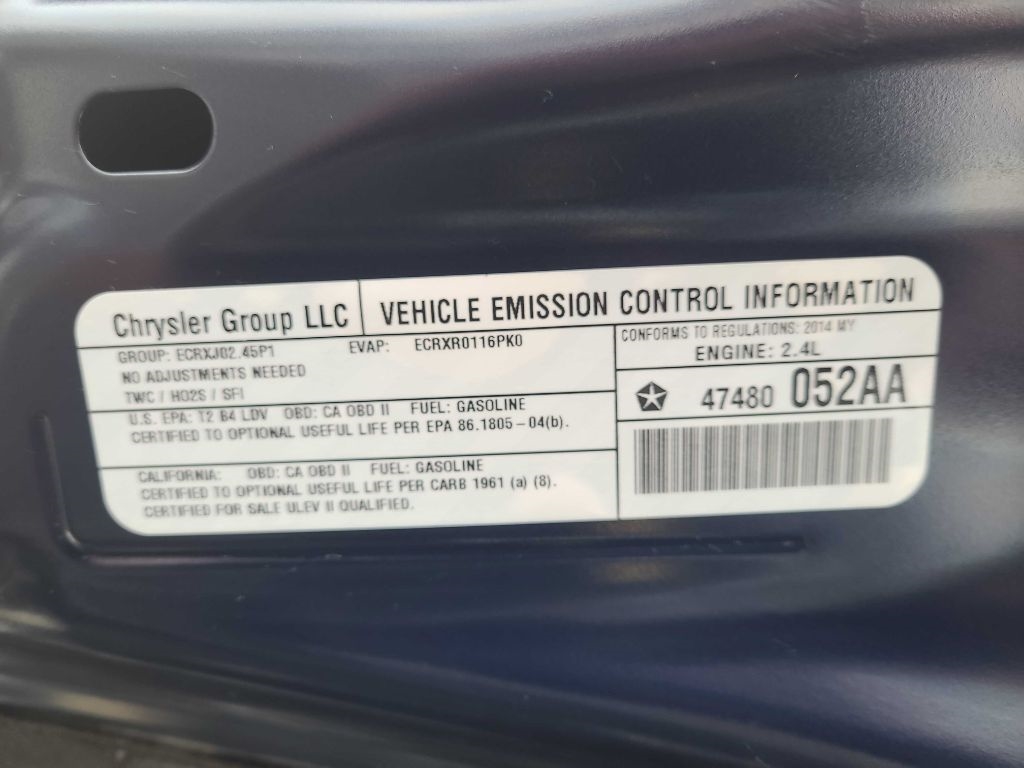 Chrysler Group LLC
VEHICLE EMISSION CONTROL INFORMATION
GROUP: ECRXJ02.45P1
EVAP: ECRXR0116PK0
NO ADJUSTMENTS NEEDED
TWC / HO2S / SFI
CONFORMS TO REGULATIONS: 2014 MY
ENGINE: 2.4L
47480 052AA
U.S. EPA: T2 B4 LDV OBD: CA OBD II FUEL: GASOLINE
CERTIFIED TO OPTIONAL USEFUL LIFE PER EPA 86.1805-04(b).
CALIFORNIA: OBD: CA OBD II FUEL: GASOLINE
CERTIFIED TO OPTIONAL USEFUL LIFE PER CARB 1961 (a) (8).
CERTIFIED FOR SALE ULEV II QUALIFIED.